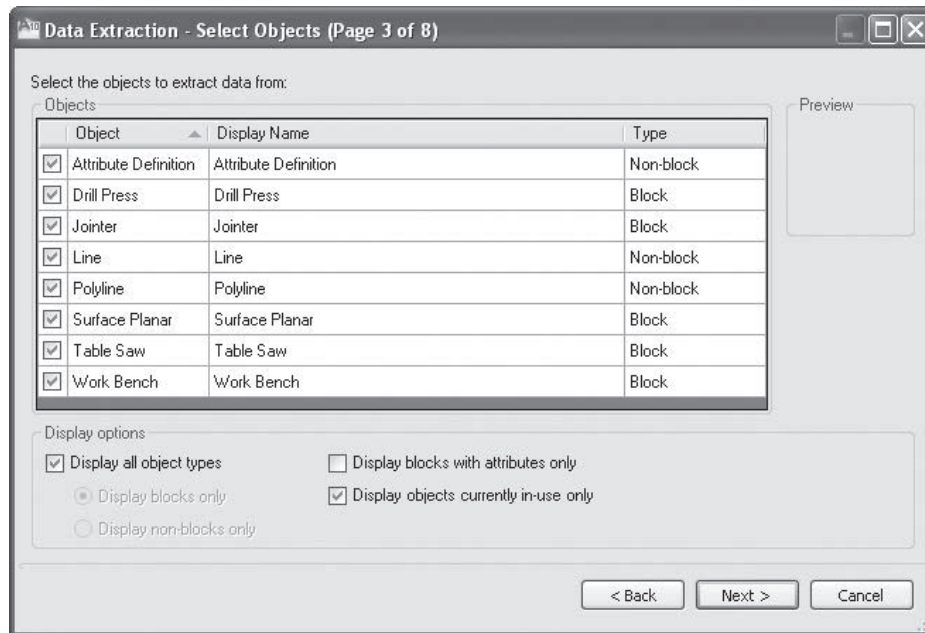 Data Extraction - Select Objects (Page 3 of 8)
Select the objects to extract data from:
Objects
Preview
Object Display Name Type
Attribute Definition Attribute Definition Non-block
Drill Press Drill Press Block
Jointer Jointer Block
Line Line Non-block
Polyline Polyline Non-block
Surface Planar Surface Planar Block
Table Saw Table Saw Block
Work Bench Work Bench Block
Display options
Display all object types
Display blocks with attributes only
Display blocks only
Display objects currently in-use only
Display non-blocks only
< Back Next > Cancel